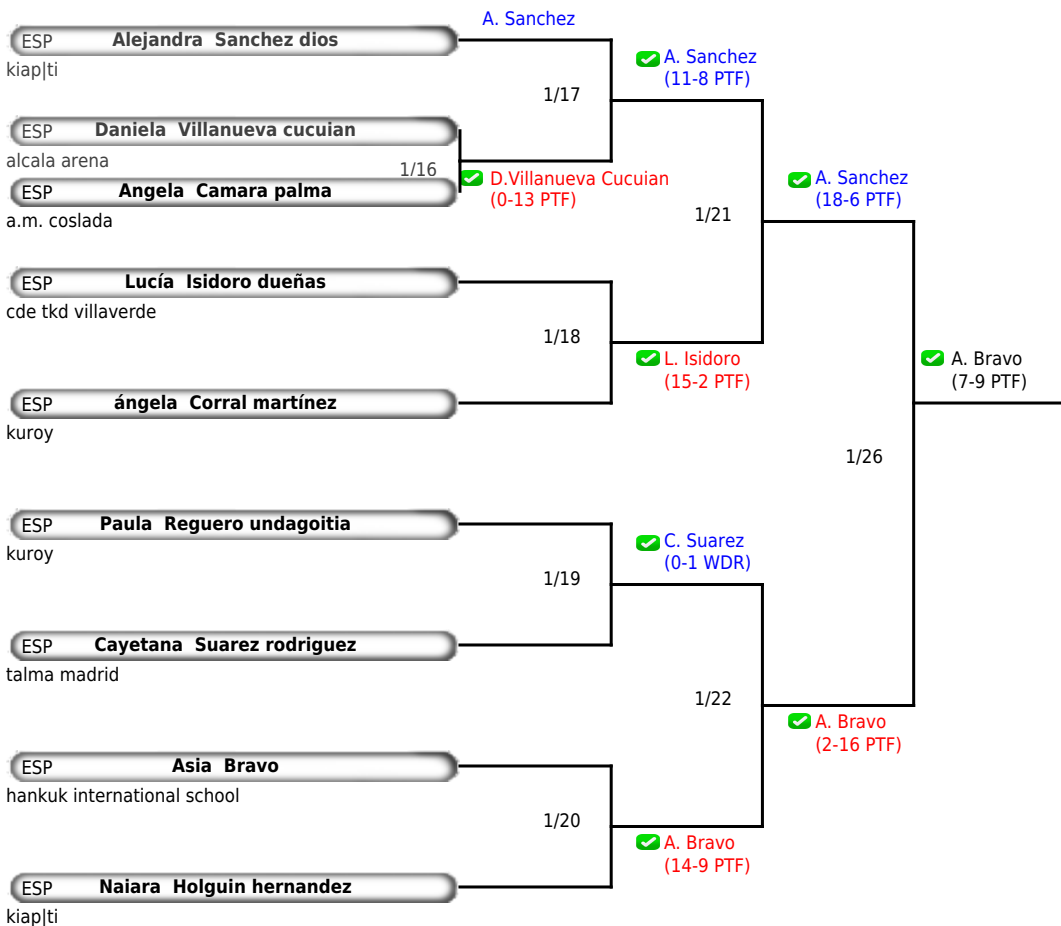 A. Sanchez
ESP Alejandra Sanchez dios
kiap|ti
A. Sanchez
(11-8 PTF)
1/17
ESP Daniela Villanueva cucuian
alcala arena
1/16
D.Villanueva Cucuian
(0-13 PTF)
ESP Angela Camara palma
a.m. coslada
A. Sanchez
(18-6 PTF)
1/21
ESP Lucía Isidoro dueñas
cde tkd villaverde
1/18
L. Isidoro
(15-2 PTF)
A. Bravo
(7-9 PTF)
ESP ángela Corral martínez
kuroy
1/26
ESP Paula Reguero undagoitia
kuroy
C. Suarez
(0-1 WDR)
1/19
ESP Cayetana Suarez rodriguez
talma madrid
1/22
A. Bravo
(2-16 PTF)
ESP Asia Bravo
hankuk international school
1/20
A. Bravo
(14-9 PTF)
ESP Naiara Holguin hernandez
kiap|ti